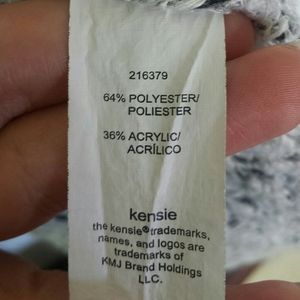 216379
64% POLYESTER/
POLIESTER
36% ACRYLIC/
ACRÍLICO
kensie
the kensie® trademarks,
names, and logos are
trademarks of
KMJ Brand Holdings
LLC.